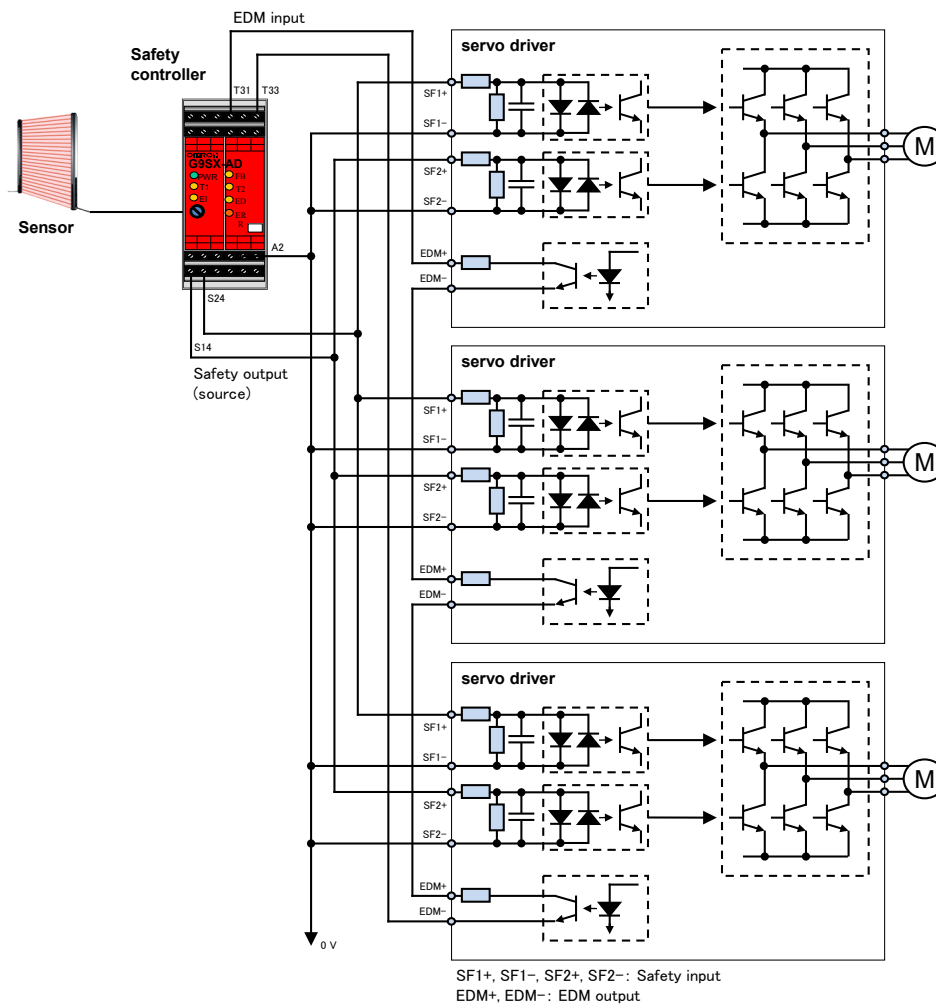 EDM input
Safety
controller
T31 T33
OMRON
G9SX-AD
PWR FB
T1 T2
EI ED
ER
R
Sensor
A2
S24
S14
Safety output
(source)
servo driver
SF1+
SF1-
SF2+
SF2-
EDM+
EDM-
M
servo driver
SF1+
SF1-
SF2+
SF2-
EDM+
EDM-
M
servo driver
SF1+
SF1-
SF2+
SF2-
EDM+
EDM-
M
0 V
SF1+, SF1-, SF2+, SF2-: Safety input
EDM+, EDM-: EDM output